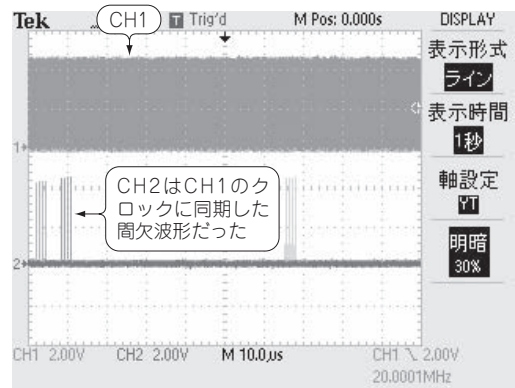 Tek
CH1
T Trig'd
M Pos: 0.000s
DISPLAY
表示形式
ライン
表示時間
1秒
軸設定
YT
明暗
30%
1
CH2はCH1のク
ロックに同期した
間欠波形だった
2
CH1 2.00V
CH2 2.00V
M 10.0µs
CH1 \ 2.00V
20.0001MHz